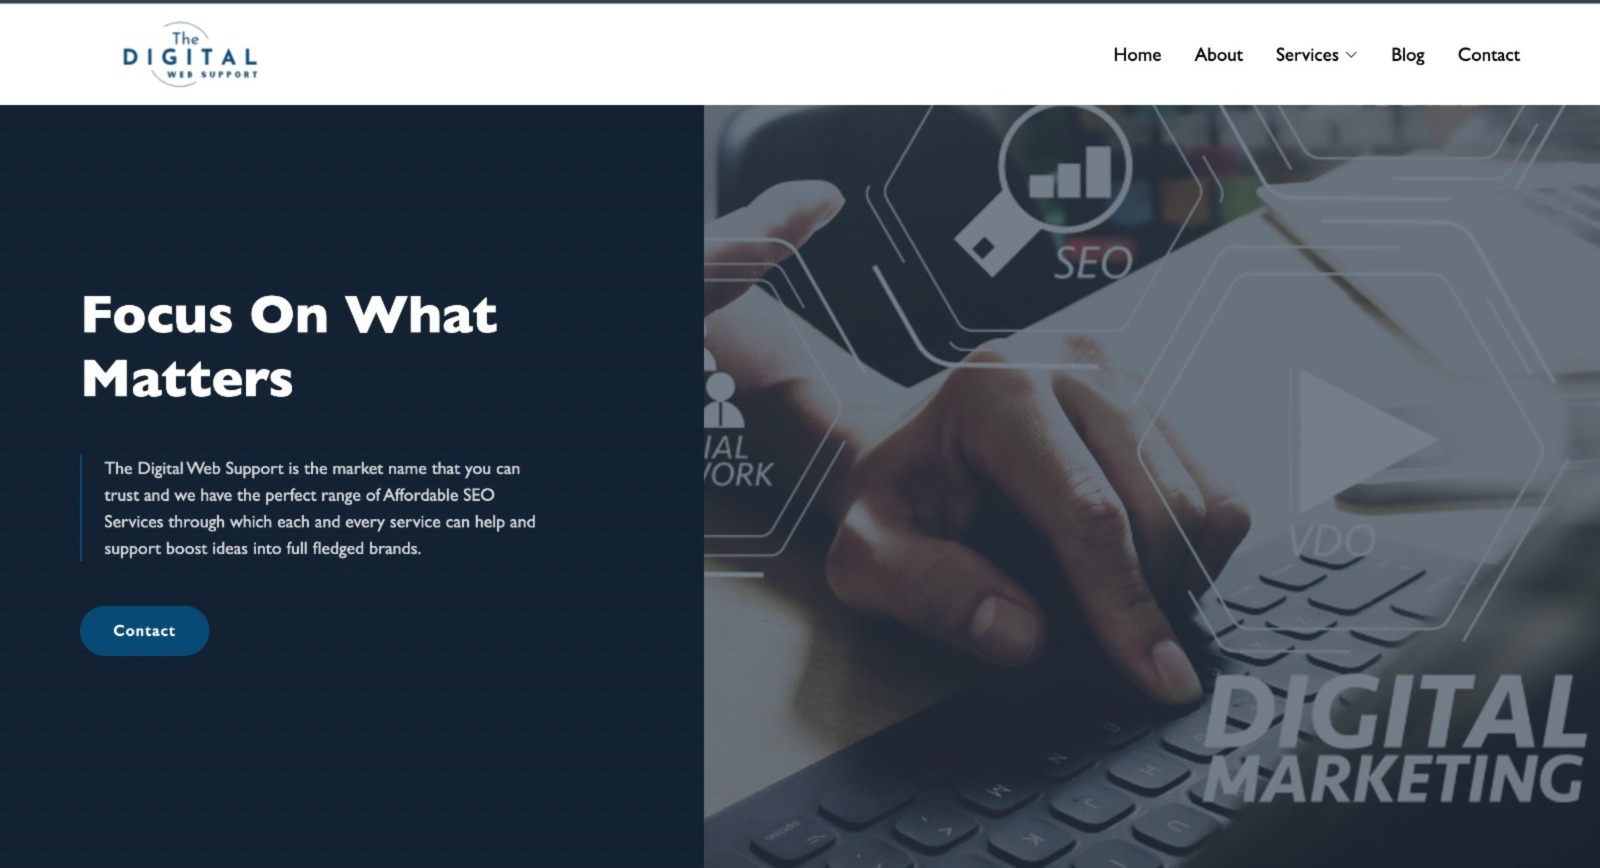 The
DIGITAL
WEB SUPPORT
Home About Services Blog Contact
Focus On What
Matters
The Digital Web Support is the market name that you can
trust and we have the perfect range of Affordable SEO
Services through which each and every service can help and
support boost ideas into full fledged brands.
Contact
SEO
IAL
ORK
VDO
DIGITAL
MARKETING
option
B
N
M
H
J
K
U